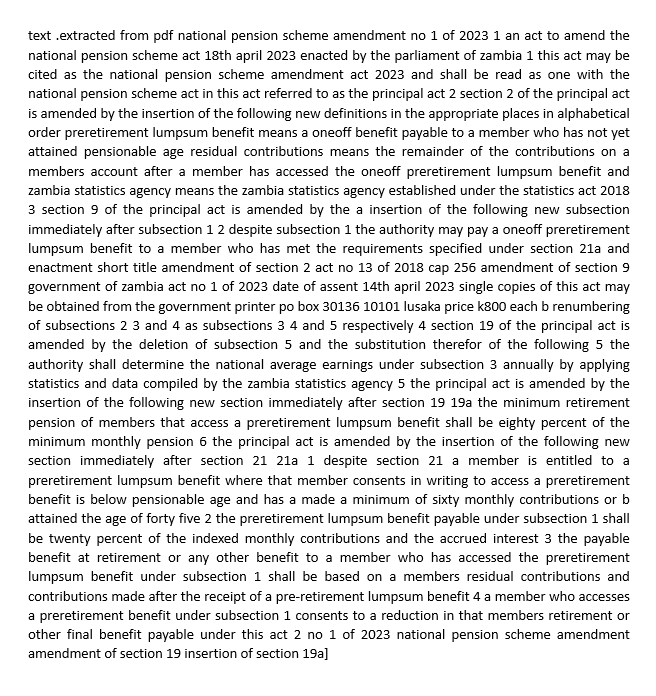 text .extracted from pdf national pension scheme amendment no 1 of 2023 1 an act to amend the
national pension scheme act 18th april 2023 enacted by the parliament of zambia 1 this act may be
cited as the national pension scheme amendment act 2023 and shall be read as one with the
national pension scheme act in this act referred to as the principal act 2 section 2 of the principal act
is amended by the insertion of the following new definitions in the appropriate places in alphabetical
order preretirement lumpsum benefit means a oneoff benefit payable to a member who has not yet
attained pensionable age residual contributions means the remainder of the contributions on a
members account after a member has accessed the oneoff preretirement lumpsum benefit and
zambia statistics agency means the zambia statistics agency established under the statistics act 2018
3 section 9 of the principal act is amended by the a insertion of the following new subsection
immediately after subsection 1 2 despite subsection 1 the authority may pay a oneoff preretirement
lumpsum benefit to a member who has met the requirements specified under section 21a and
enactment short title amendment of section 2 act no 13 of 2018 cap 256 amendment of section 9
government of zambia act no 1 of 2023 date of assent 14th april 2023 single copies of this act may
be obtained from the government printer po box 30136 10101 lusaka price k800 each b renumbering
of subsections 2 3 and 4 as subsections 3 4 and 5 respectively 4 section 19 of the principal act is
amended by the deletion of subsection 5 and the substitution therefor of the following 5 the
authority shall determine the national average earnings under subsection 3 annually by applying
statistics and data compiled by the zambia statistics agency 5 the principal act is amended by the
insertion of the following new section immediately after section 19 19a the minimum retirement
pension of members that access a preretirement lumpsum benefit shall be eighty percent of the
minimum monthly pension 6 the principal act is amended by the insertion of the following new
section immediately after section 21 21a 1 despite section 21 a member is entitled to a
preretirement lumpsum benefit where that member consents in writing to access a preretirement
benefit is below pensionable age and has a made a minimum of sixty monthly contributions or b
attained the age of forty five 2 the preretirement lumpsum benefit payable under subsection 1 shall
be twenty percent of the indexed monthly contributions and the accrued interest 3 the payable
benefit at retirement or any other benefit to a member who has accessed the preretirement
lumpsum benefit under subsection 1 shall be based on a members residual contributions and
contributions made after the receipt of a pre-retirement lumpsum benefit 4 a member who accesses
a preretirement benefit under subsection 1 consents to a reduction in that members retirement or
other final benefit payable under this act 2 no 1 of 2023 national pension scheme amendment
amendment of section 19 insertion of section 19a]